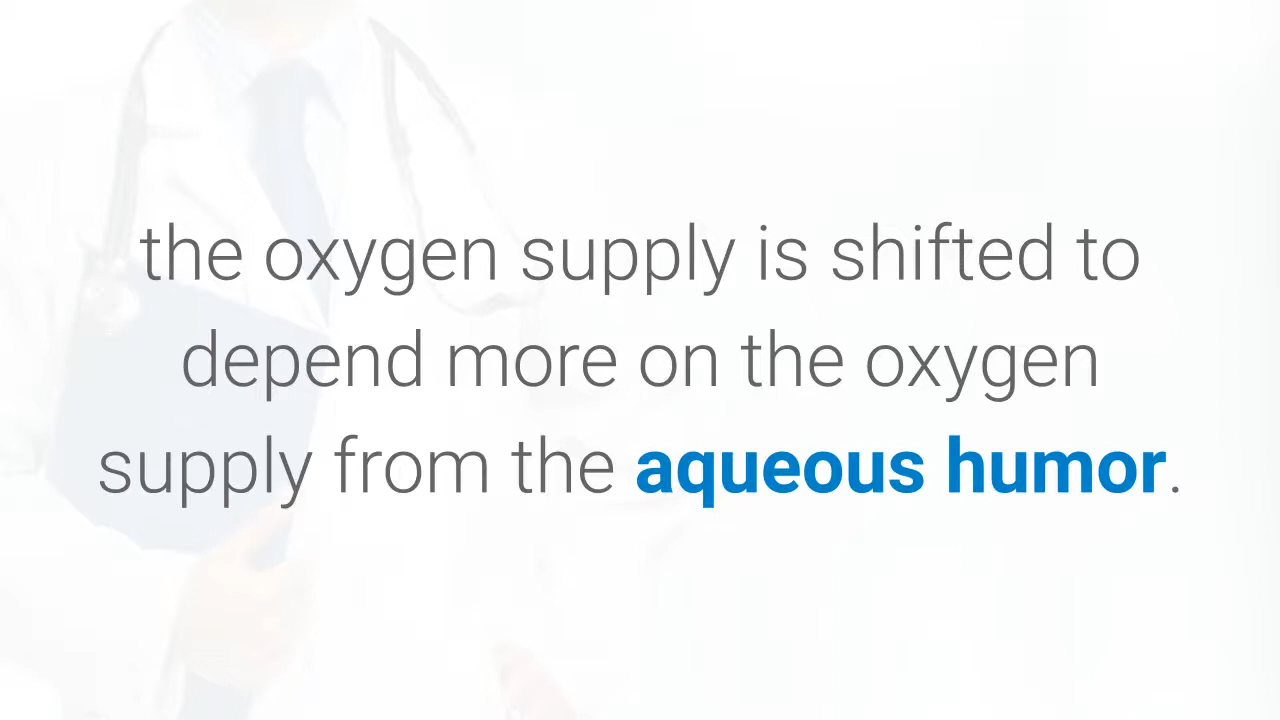 the oxygen supply is shifted to
depend more on the oxygen
supply from the aqueous humor.